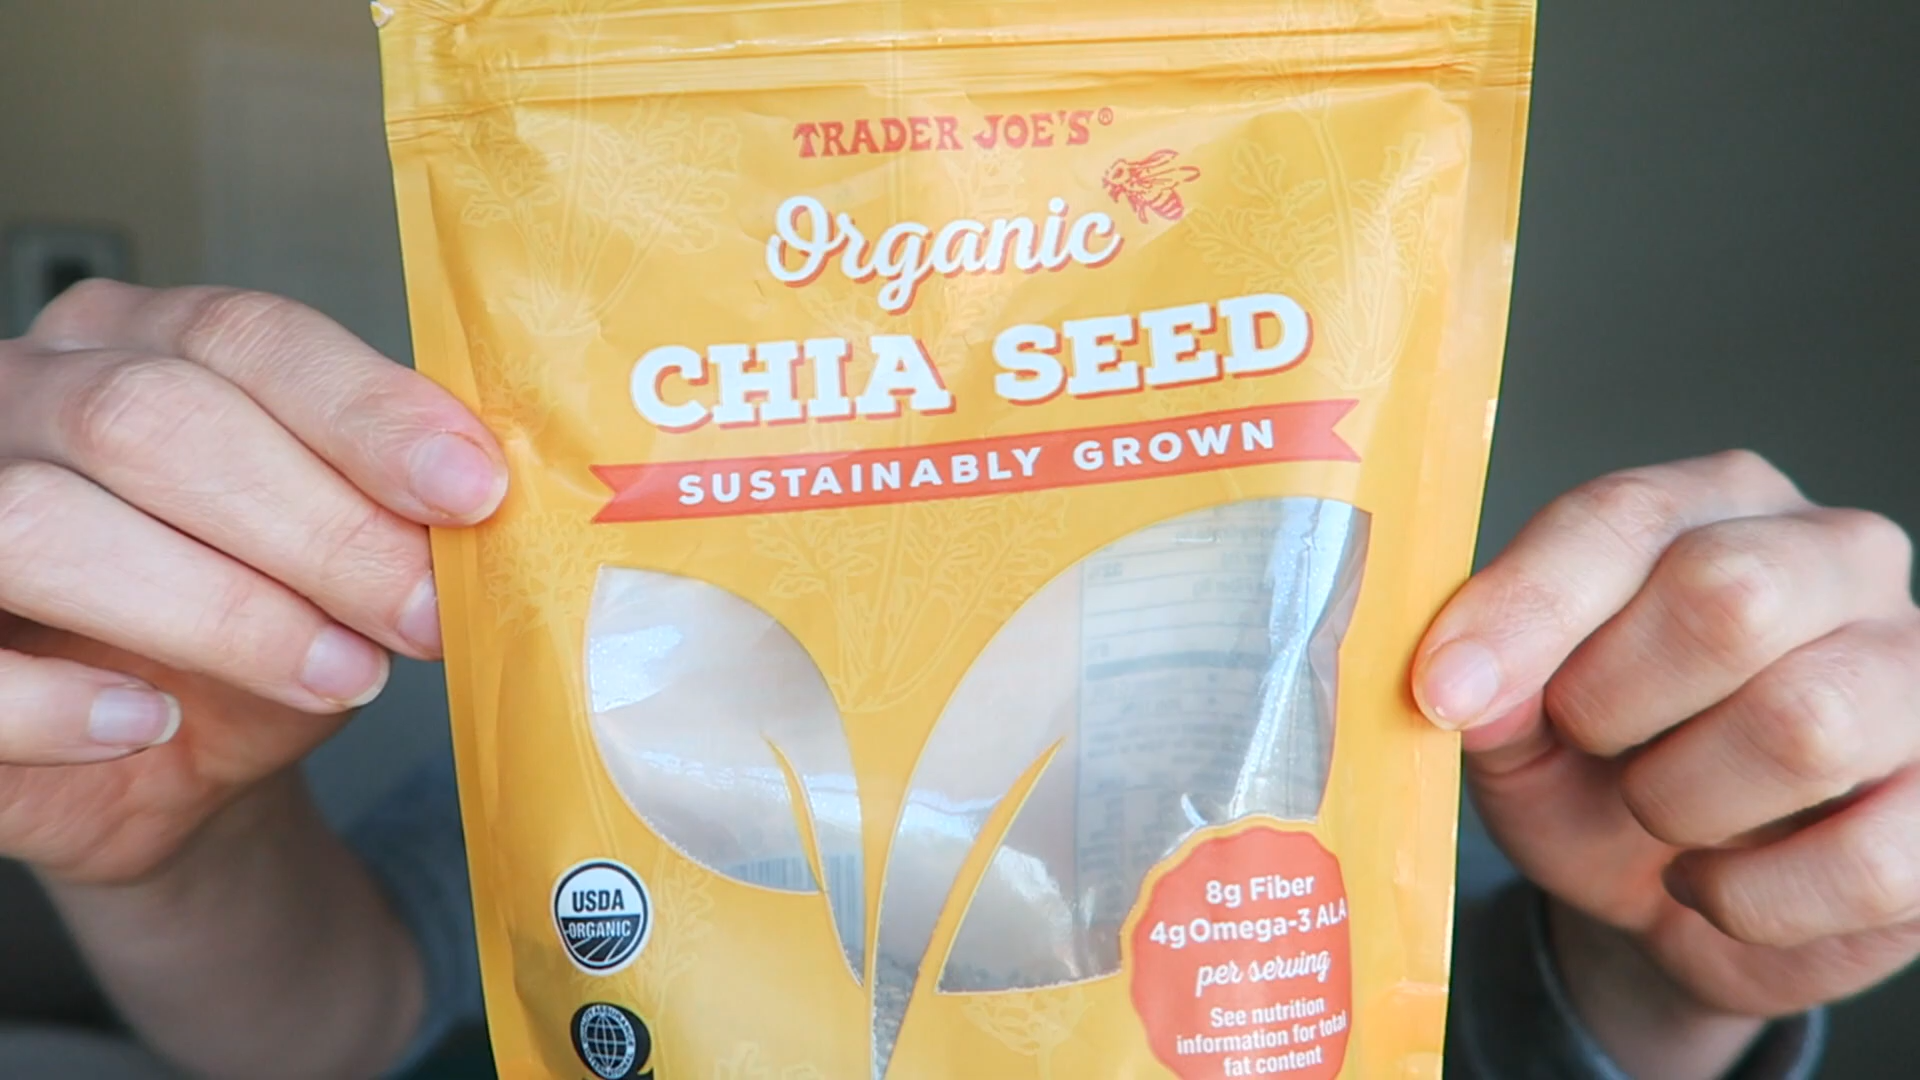 TRADER JOE'S®
Organic
CHIA SEED
SUSTAINABLY GROWN
USDA
ORGANIC
8g Fiber
4g Omega-3 ALA
per serving
See nutrition
information for total
fat content